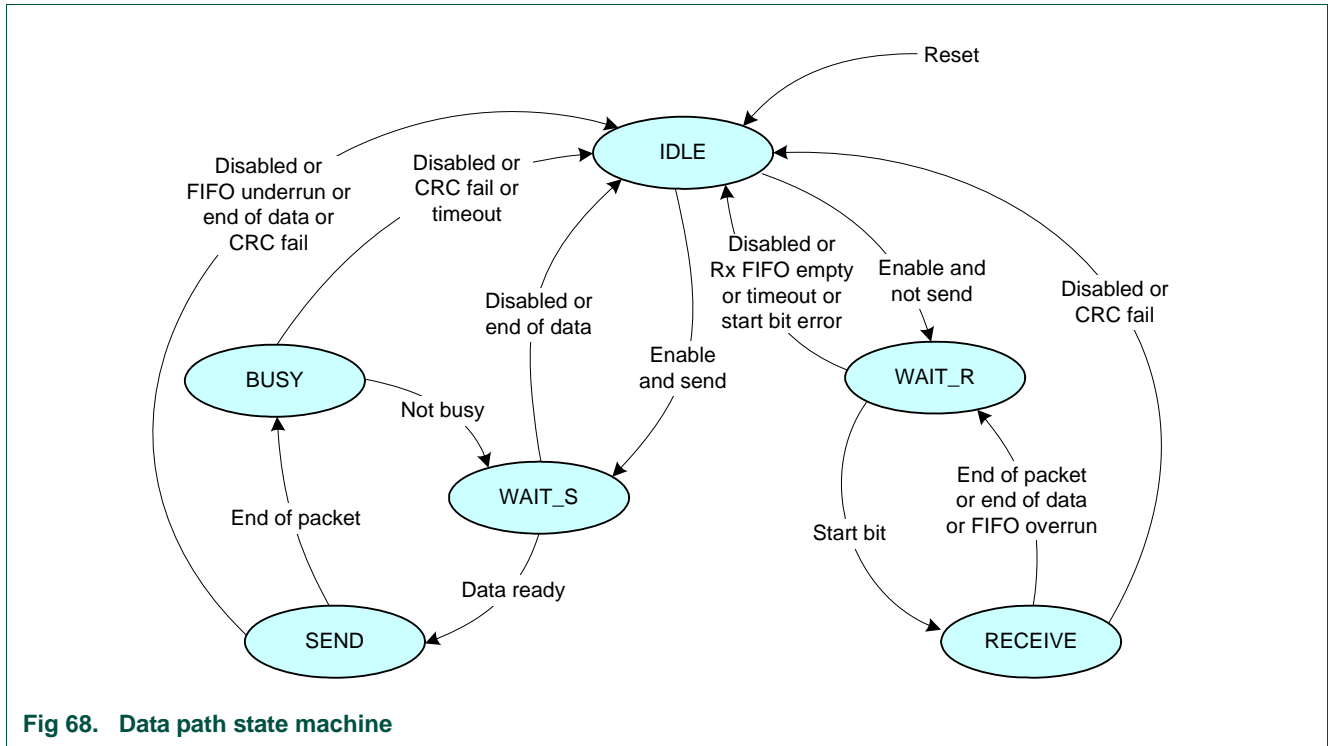 Reset
IDLE
Disabled or
FIFO underrun or
end of data or
CRC fail
Disabled or
CRC fail or
timeout
Disabled or
end of data
Enable
and send
Disabled or
Rx FIFO empty
or timeout or
start bit error
Enable and
not send
Disabled or
CRC fail
BUSY
Not busy
WAIT_R
WAIT_S
End of packet
Data ready
Start bit
End of packet
or end of data
or FIFO overrun
SEND
RECEIVE
Fig 68. Data path state machine